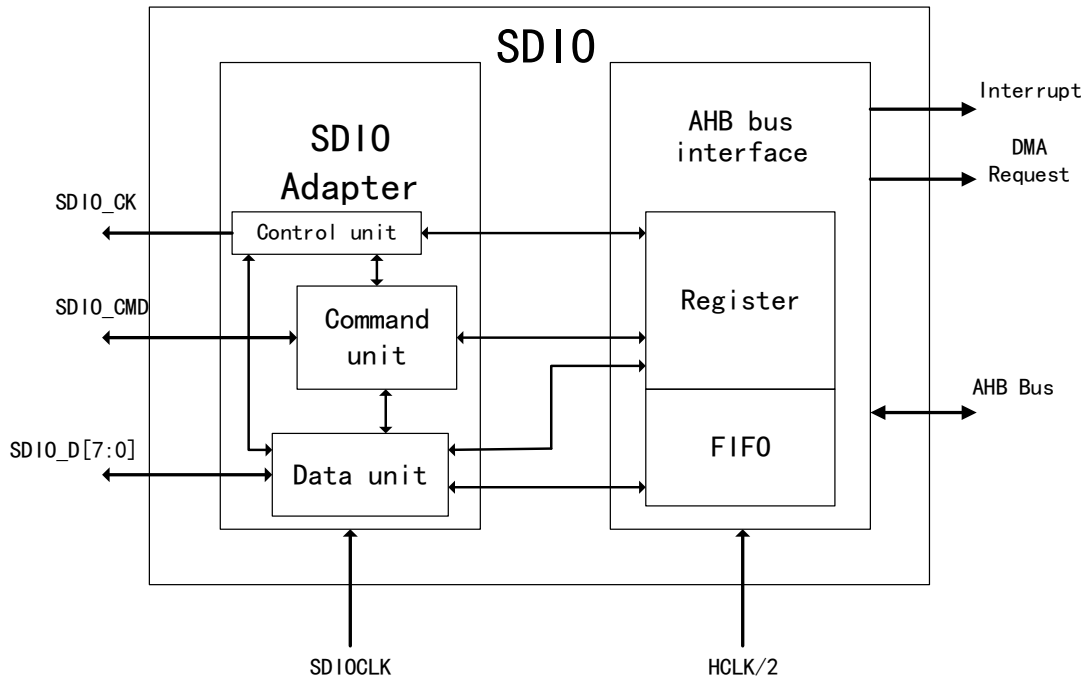 SDIO
SDIO
Adapter
AHB bus
interface
Interrupt
DMA
Request
SDIO_CK
Control unit
SDIO_CMD
Command
unit
Register
AHB Bus
SDIO_D[7:0]
Data unit
FIFO
SDIOCLK
HCLK/2